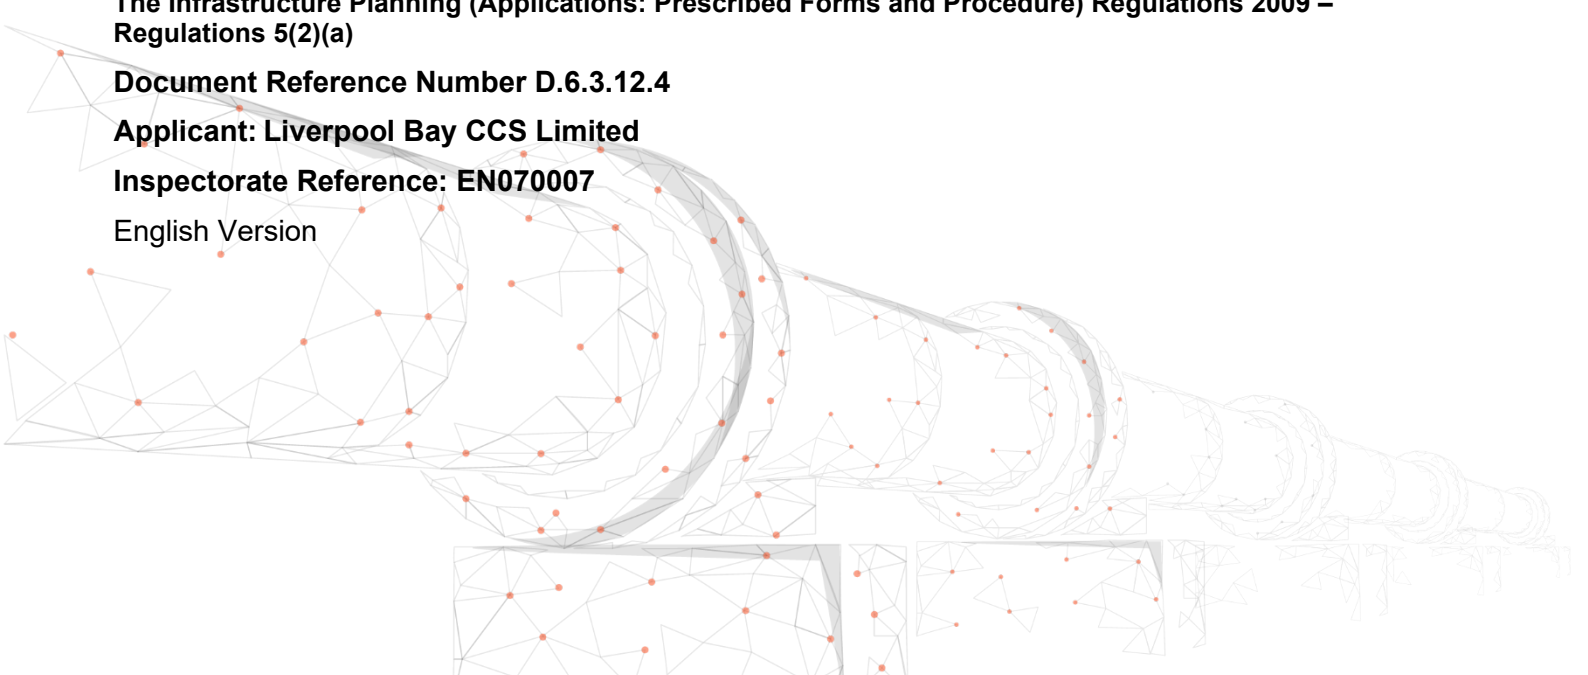 The Infrastructure Planning (Applications: Prescribed Forms and Procedure) Regulations 2009 –
Regulations 5(2)(a)
Document Reference Number D.6.3.12.4
Applicant: Liverpool Bay CCS Limited
Inspectorate Reference: EN070007
English Version